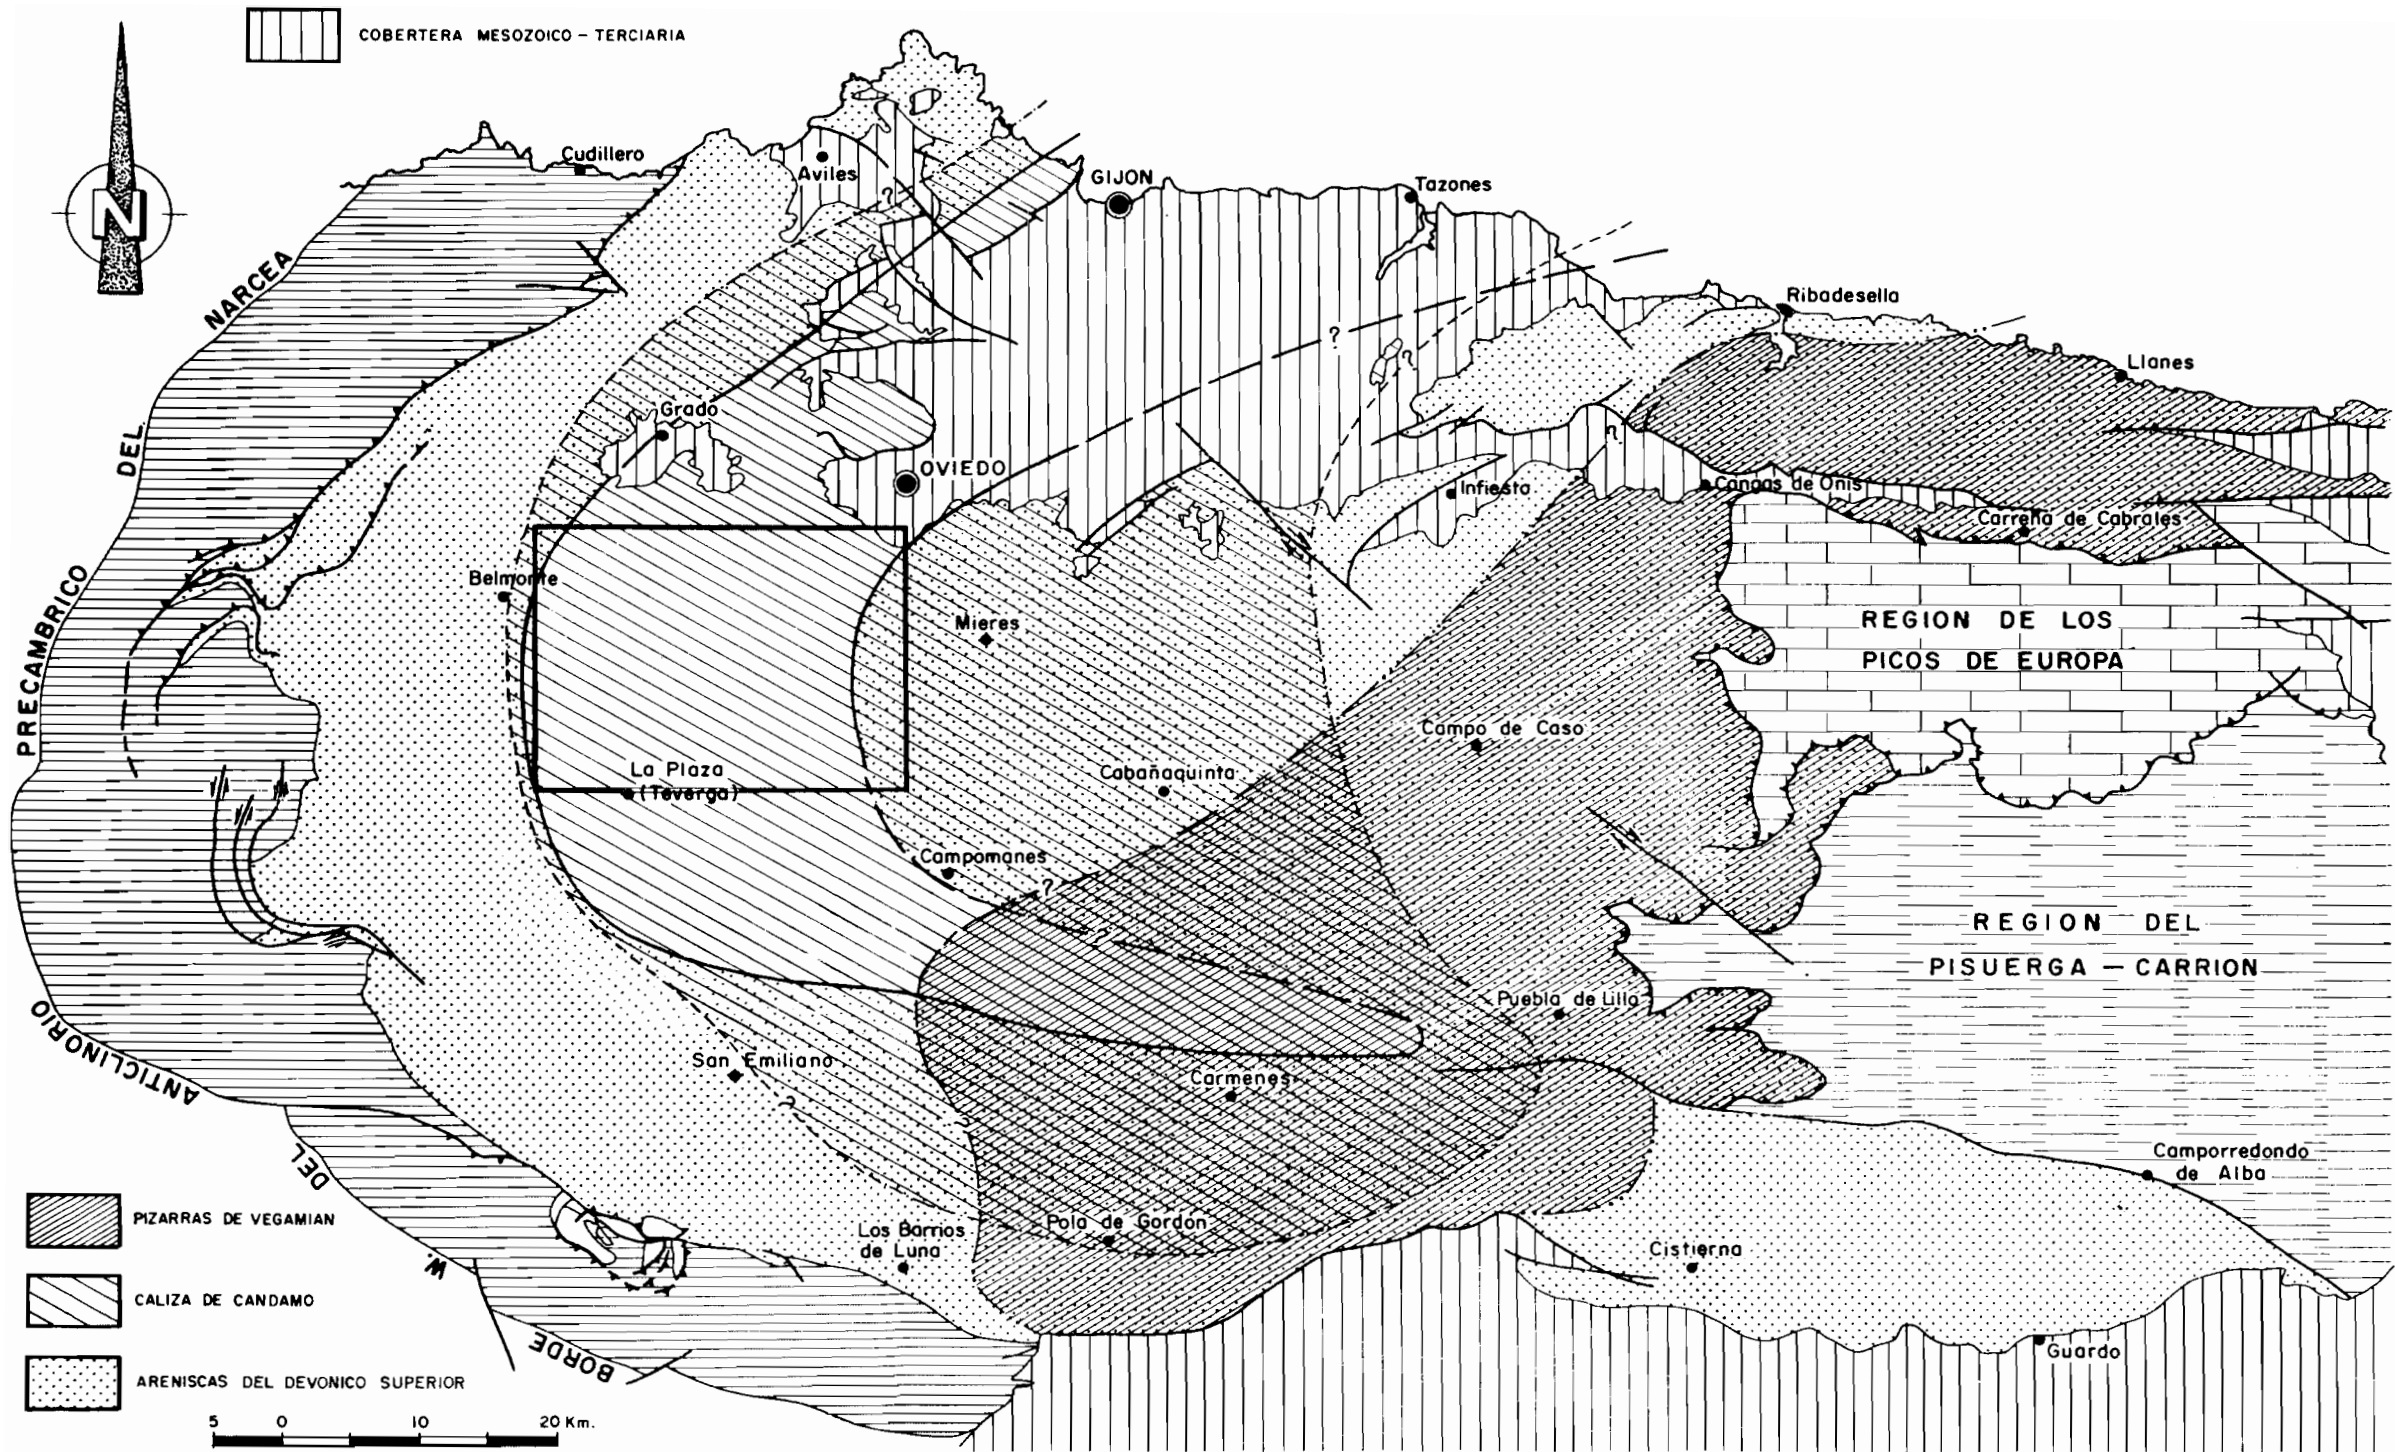 COBERTERA MESOZOICO – TERCIARIA
N
Cudillero
Aviles
?
GIJON
Tazones
NARCEA
DEL
PRECAMBRICO
ANTICLINORIO
DEL
W
BORDE
Ribadesella
?
?
Llanes
Grado
?
OVIEDO
Infiesto
Cangas de Onis
Carreña de Cabrales
Belmonte
Mieres
REGION DE LOS
PICOS DE EUROPA
Campo de Caso
La Plaza
(Teverga)
Cabañaquinta
Campomanes
?
?
REGION DEL
PISUERGA – CARRION
Puebla de Lillo
San Emiliano
?
Carmenes
Camporredondo
de Alba
Los Barrios
de Luna
Pola de Gordon
Cistierna
Guardo
PIZARRAS DE VEGAMIAN
CALIZA DE CANDAMO
ARENISCAS DEL DEVONICO SUPERIOR
5 0 10 20 Km.